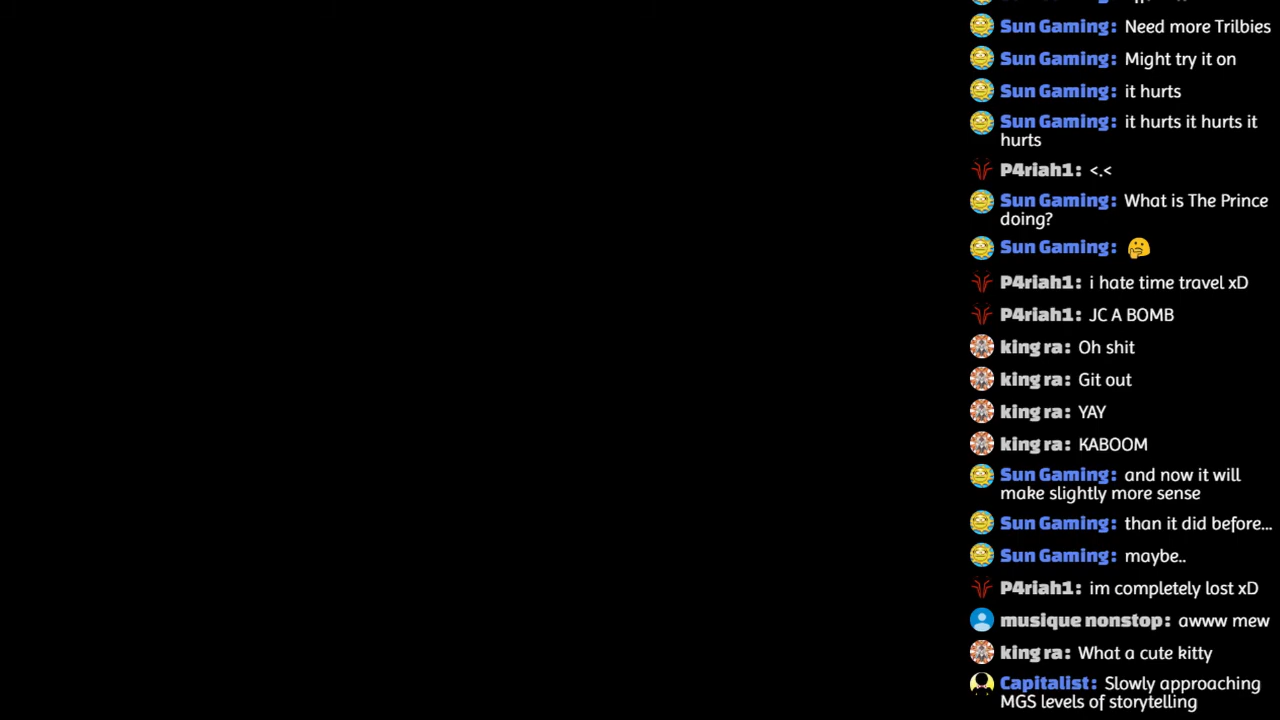 Sun Gaming: Need more Trilbies
Sun Gaming: Might try it on
Sun Gaming: it hurts
Sun Gaming: it hurts it hurts it
hurts
P4riah1: <.<
Sun Gaming: What is The Prince
doing?
Sun Gaming: 🤔
P4riah1: i hate time travel xD
P4riah1: JC A BOMB
king ra: Oh shit
king ra: Git out
king ra: YAY
king ra: KABOOM
Sun Gaming: and now it will
make slightly more sense
Sun Gaming: than it did before...
Sun Gaming: maybe..
P4riah1: im completely lost xD
musique nonstop: awww mew
king ra: What a cute kitty
Capitalist: Slowly approaching
MGS levels of storytelling